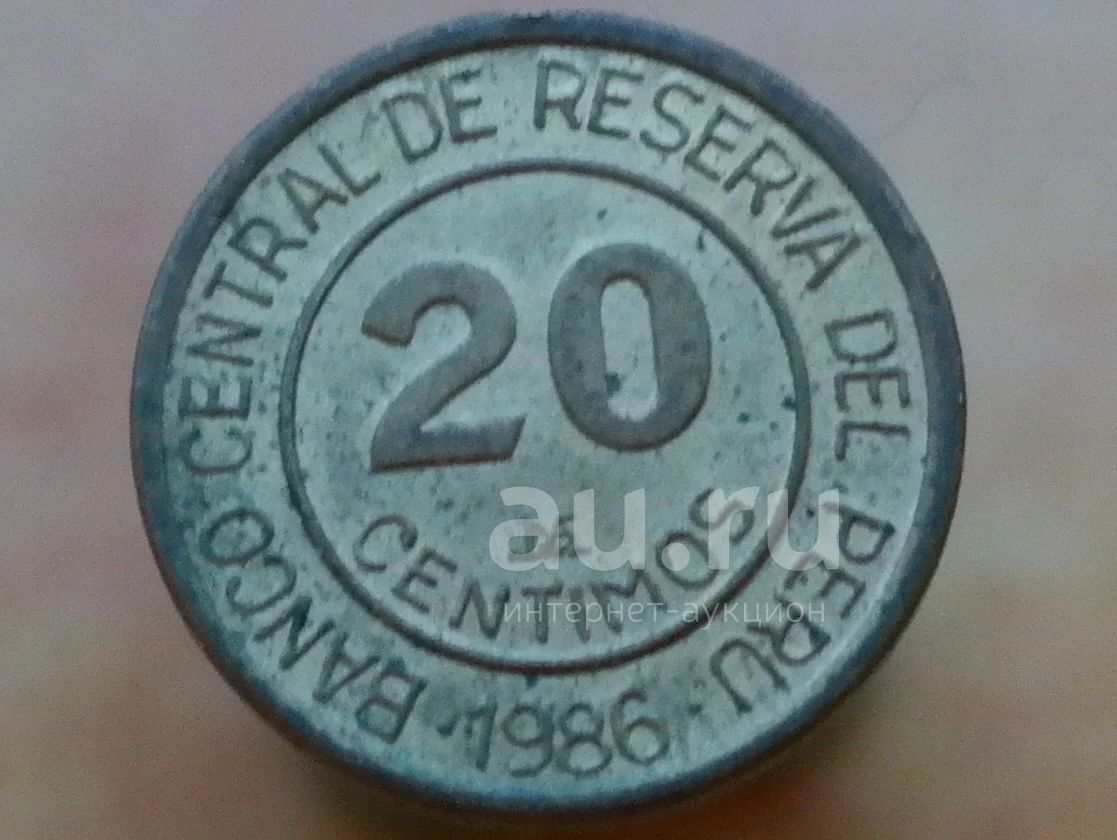 BANCO CENTRAL DE RESERVA DEL PERU
20
CENTIMOS
· 1986 ·
au.ru
интернет-аукцион